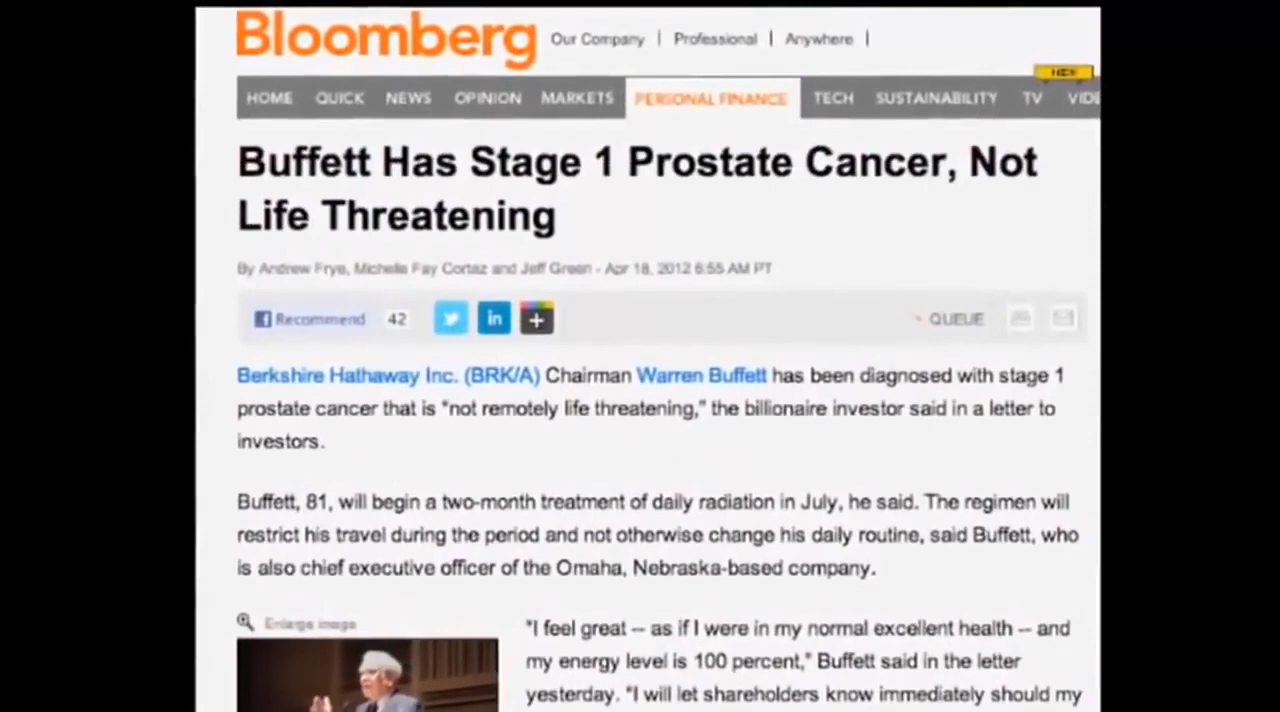 Bloomberg Our Company | Professional | Anywhere |
NEW
HOME QUICK NEWS OPINION MARKETS PERSONAL FINANCE TECH SUSTAINABILITY TV VIDE
Buffett Has Stage 1 Prostate Cancer, Not
Life Threatening
By Andrew Frye, Michelle Fay Cortez and Jeff Green - Apr 18, 2012 6:55 AM PT
Recommend 42 in + QUEUE
Berkshire Hathaway Inc. (BRK/A) Chairman Warren Buffett has been diagnosed with stage 1
prostate cancer that is “not remotely life threatening,” the billionaire investor said in a letter to
investors.
Buffett, 81, will begin a two-month treatment of daily radiation in July, he said. The regimen will
restrict his travel during the period and not otherwise change his daily routine, said Buffett, who
is also chief executive officer of the Omaha, Nebraska-based company.
Enlarge image
"I feel great -- as if I were in my normal excellent health -- and
my energy level is 100 percent,” Buffett said in the letter
yesterday. “I will let shareholders know immediately should my